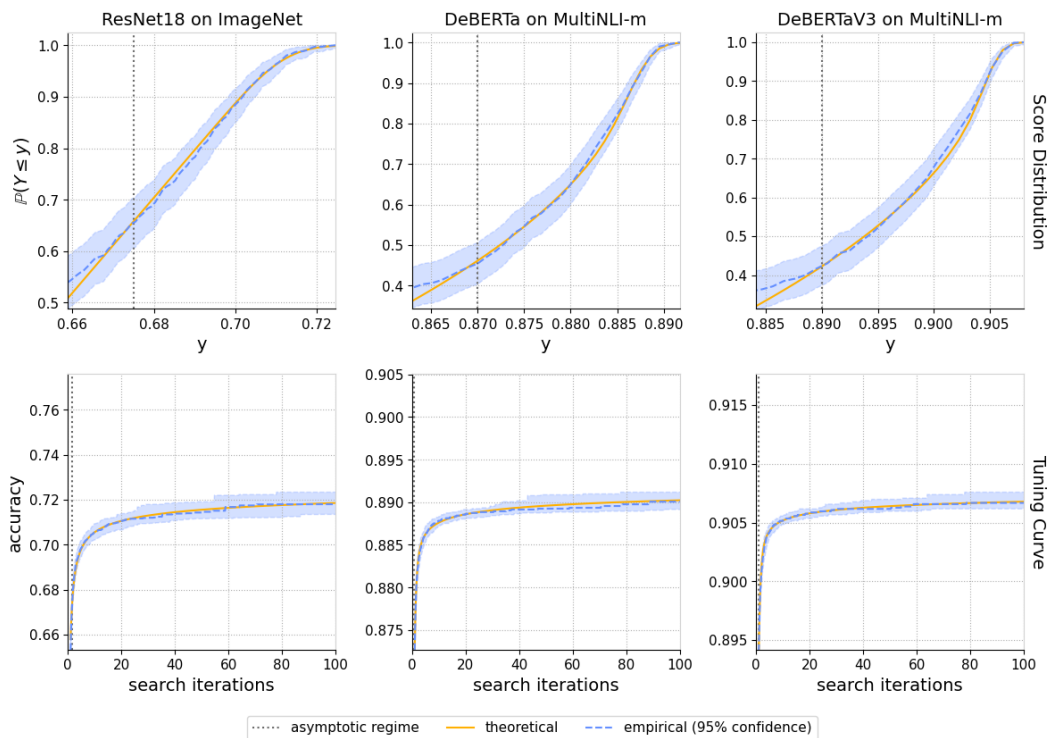 ResNet18 on ImageNet
DeBERTa on MultiNLI-m
DeBERTaV3 on MultiNLI-m
ℙ(Y ≤ y)
1.0
0.9
0.8
0.7
0.6
0.5
0.66 0.68 0.70 0.72
y
1.0
0.9
0.8
0.7
0.6
0.5
0.4
0.865 0.870 0.875 0.880 0.885 0.890
y
1.0
0.9
0.8
0.7
0.6
0.5
0.4
0.885 0.890 0.895 0.900 0.905
y
Score Distribution
accuracy
0.76
0.74
0.72
0.70
0.68
0.66
0 20 40 60 80 100
search iterations
0.905
0.900
0.895
0.890
0.885
0.880
0.875
0 20 40 60 80 100
search iterations
0.915
0.910
0.905
0.900
0.895
0 20 40 60 80 100
search iterations
Tuning Curve
asymptotic regime
theoretical
empirical (95% confidence)